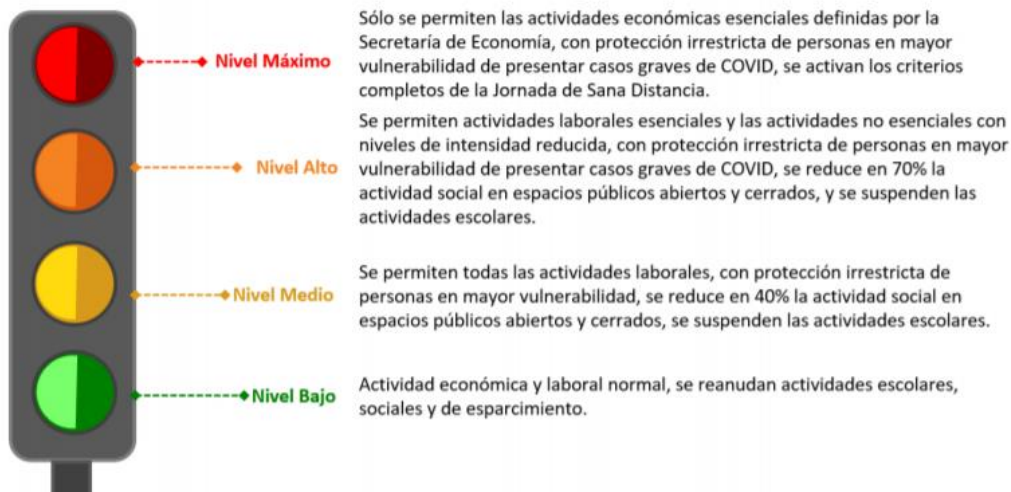 Nivel Máximo
Sólo se permiten las actividades económicas esenciales definidas por la
Secretaría de Economía, con protección irrestricta de personas en mayor
vulnerabilidad de presentar casos graves de COVID, se activan los criterios
completos de la Jornada de Sana Distancia.
Nivel Alto
Se permiten actividades laborales esenciales y las actividades no esenciales con
niveles de intensidad reducida, con protección irrestricta de personas en mayor
vulnerabilidad de presentar casos graves de COVID, se reduce en 70% la
actividad social en espacios públicos abiertos y cerrados, y se suspenden las
actividades escolares.
Nivel Medio
Se permiten todas las actividades laborales, con protección irrestricta de
personas en mayor vulnerabilidad, se reduce en 40% la actividad social en
espacios públicos abiertos y cerrados, se suspenden las actividades escolares.
Nivel Bajo
Actividad económica y laboral normal, se reanudan actividades escolares,
sociales y de esparcimiento.